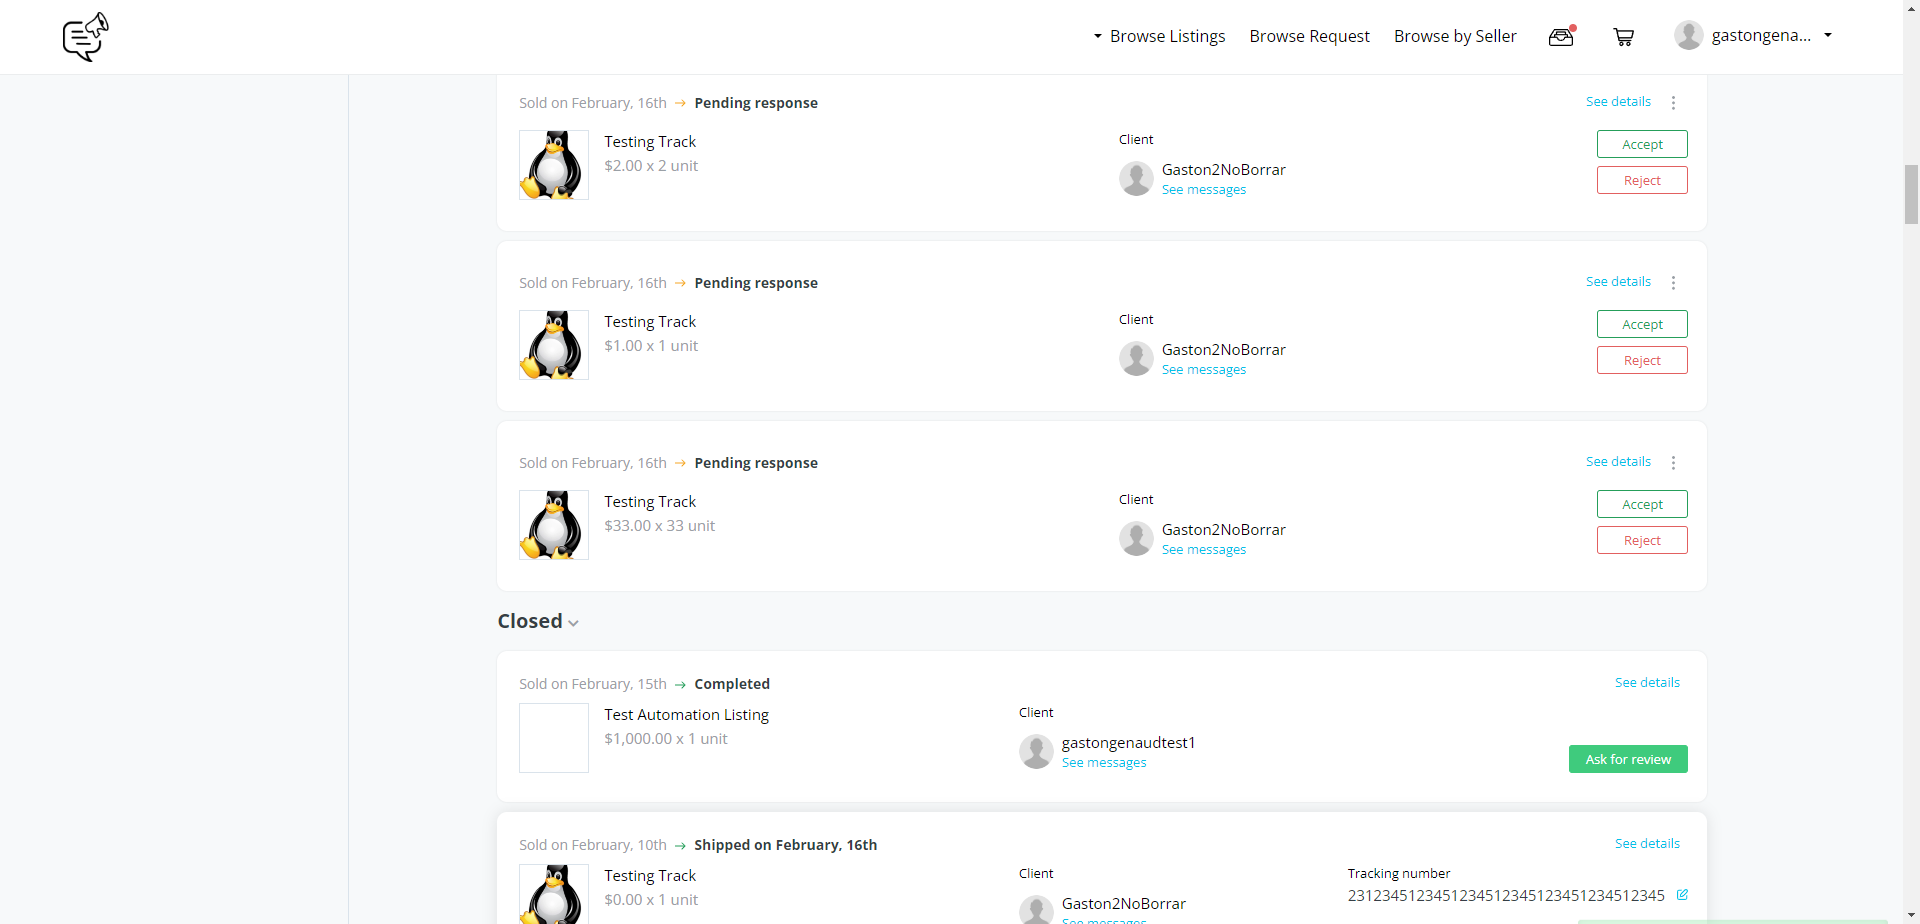 Browse Listings Browse Request Browse by Seller gastongena...
Sold on February, 16th → Pending response See details
Testing Track
$2.00 x 2 unit
Client
Gaston2NoBorrar
See messages
Accept
Reject
Sold on February, 16th → Pending response See details
Testing Track
$1.00 x 1 unit
Client
Gaston2NoBorrar
See messages
Accept
Reject
Sold on February, 16th → Pending response See details
Testing Track
$33.00 x 33 unit
Client
Gaston2NoBorrar
See messages
Accept
Reject
Closed
Sold on February, 15th → Completed See details
Test Automation Listing
$1,000.00 x 1 unit
Client
gastongenaudtest1
See messages
Ask for review
Sold on February, 10th → Shipped on February, 16th See details
Testing Track
$0.00 x 1 unit
Client
Gaston2NoBorrar
See messages
Tracking number
23123451234512345123451234512345​12345